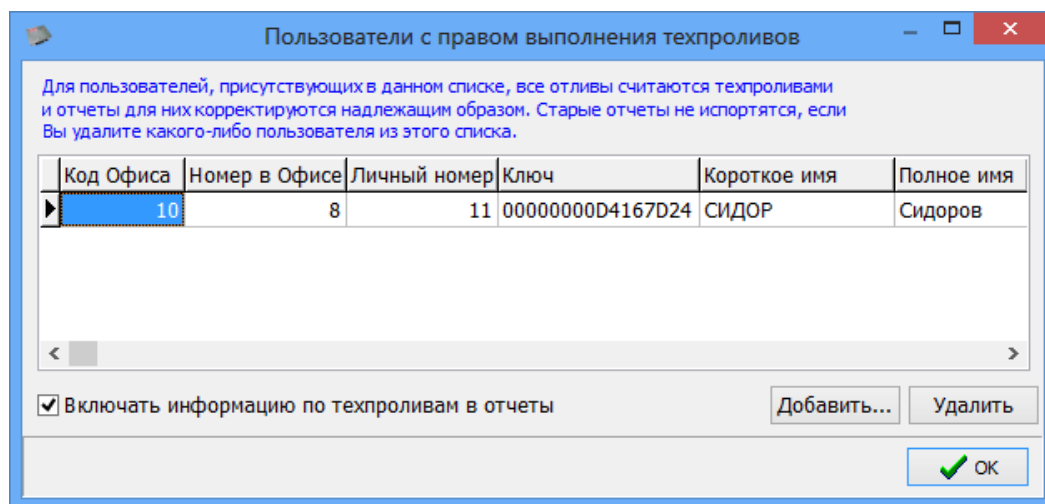 Пользователи с правом выполнения техпроливов
Для пользователей, присутствующих в данном списке, все отливы считаются техпроливами
и отчеты для них корректируются надлежащим образом. Старые отчеты не испортятся, если
Вы удалите какого-либо пользователя из этого списка.
Код Офиса Номер в Офисе Личный номер Ключ Короткое имя Полное имя
10 8 11 00000000D4167D24 СИДОР Сидоров
Включать информацию по техпроливам в отчеты Добавить... Удалить
ОК